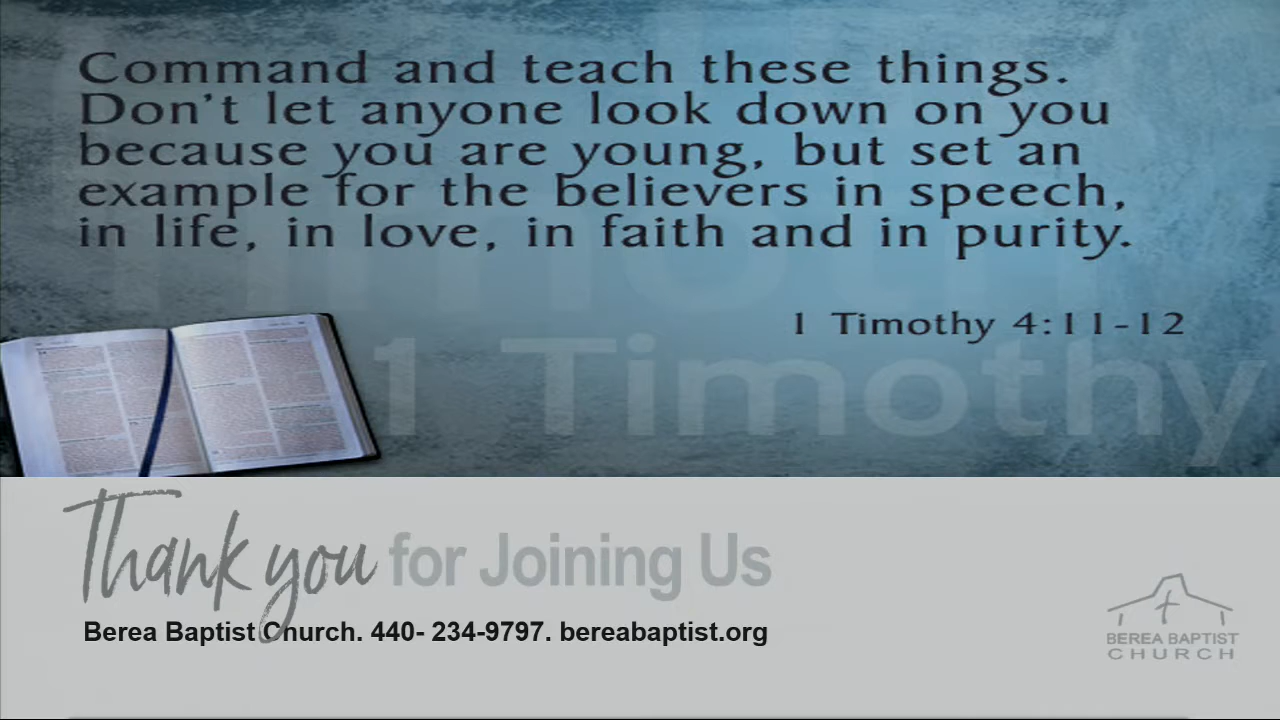 Command and teach these things.
Don't let anyone look down on you
because you are young, but set an
example for the believers in speech,
in life, in love, in faith and in purity.
1 Timothy 4:11-12
1 Timothy
Thank you for Joining Us
Berea Baptist Church. 440- 234-9797. bereabaptist.org
BEREA BAPTIST
CHURCH